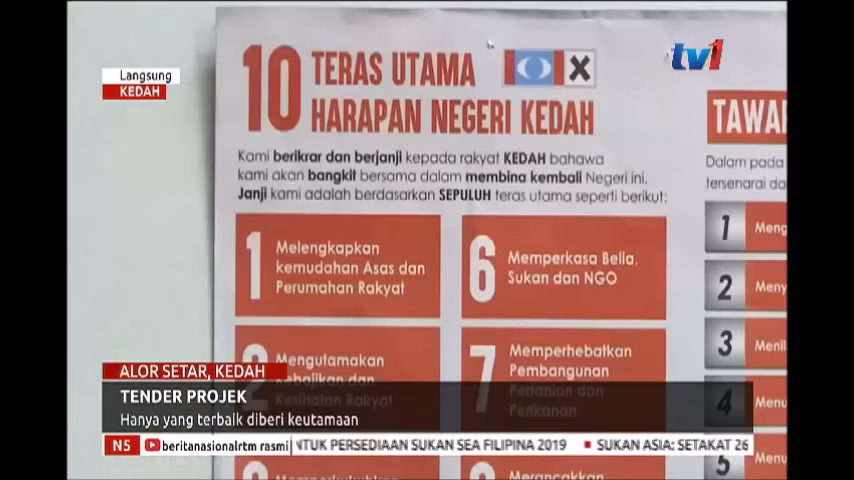 Langsung
KEDAH
tv1
10 TERAS UTAMA
HARAPAN NEGERI KEDAH
Kami berikrar dan berjanji kepada rakyat KEDAH bahawa
kami akan bangkit bersama dalam membina kembali Negeri ini.
Janji kami adalah berdasarkan SEPULUH teras utama seperti berikut:
1 Melengkapkan
kemudahan Asas dan
Perumahan Rakyat
6 Memperkasa Belia,
Sukan dan NGO
2 Mengutamakan
Kebajikan dan
Kesihatan Rakyat
7 Memperhebatkan
Pembangunan
Pertanian dan
Perikanan
Dalam pada
tersenarai
1
2
3
4
5
ALOR SETAR, KEDAH
TENDER PROJEK
Hanya yang terbaik diberi keutamaan
N5 beritanasionalrtm rasmi NTUK PERSEDIAAN SUKAN SEA FILIPINA 2019 ■ SUKAN ASIA: SETAKAT 26